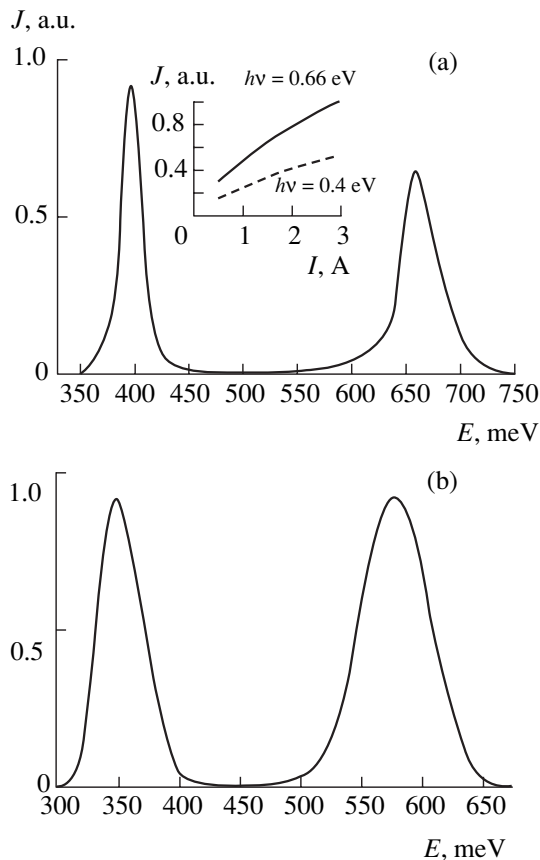 J, a.u.
(a)
1.0
0.5
0
J, a.u.
hν = 0.66 eV
0.8
0.4
hν = 0.4 eV
0 1 2 3
I, A
350 400 450 500 550 600 650 700 750
E, meV
(b)
1.0
0.5
0
300 350 400 450 500 550 600 650
E, meV